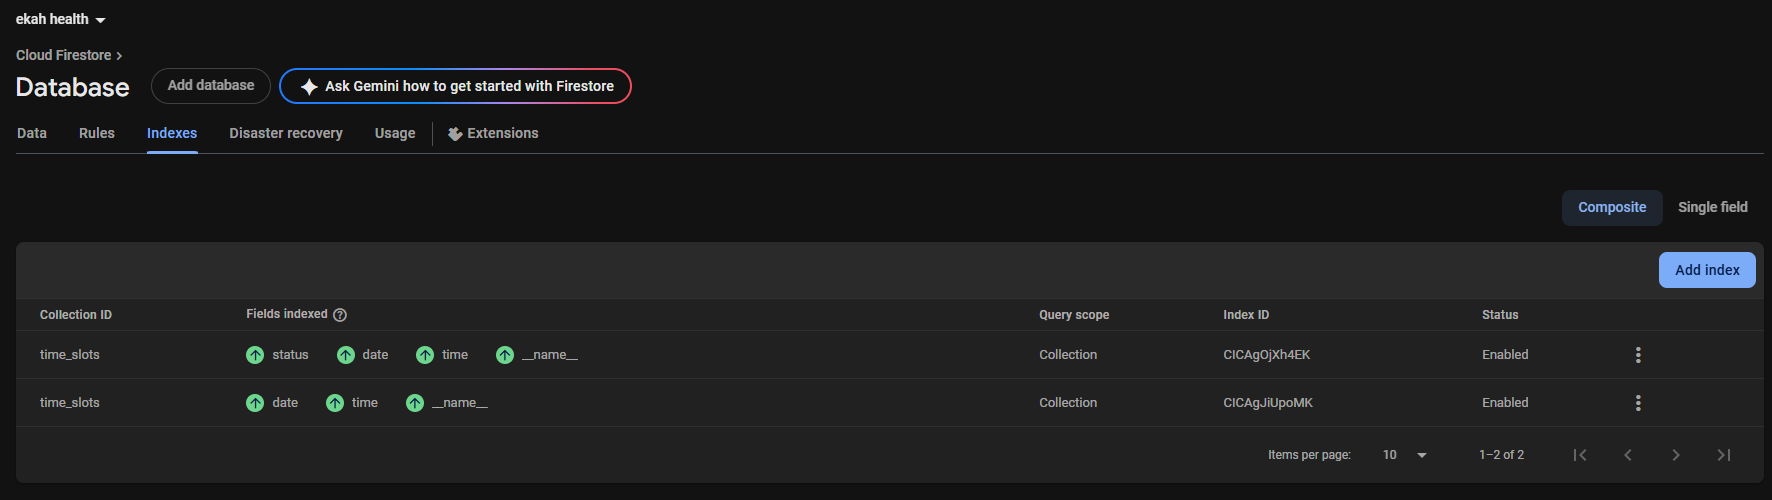 ekah health
Cloud Firestore
Database
Add database
Ask Gemini how to get started with Firestore
Data Rules Indexes Disaster recovery Usage Extensions
Composite Single field
Add index
Collection ID Fields indexed Query scope Index ID Status
time_slots status date time __name__ Collection CICAgOjXh4EK Enabled
time_slots date time __name__ Collection CICAgJiUpoMK Enabled
Items per page: 10 1–2 of 2